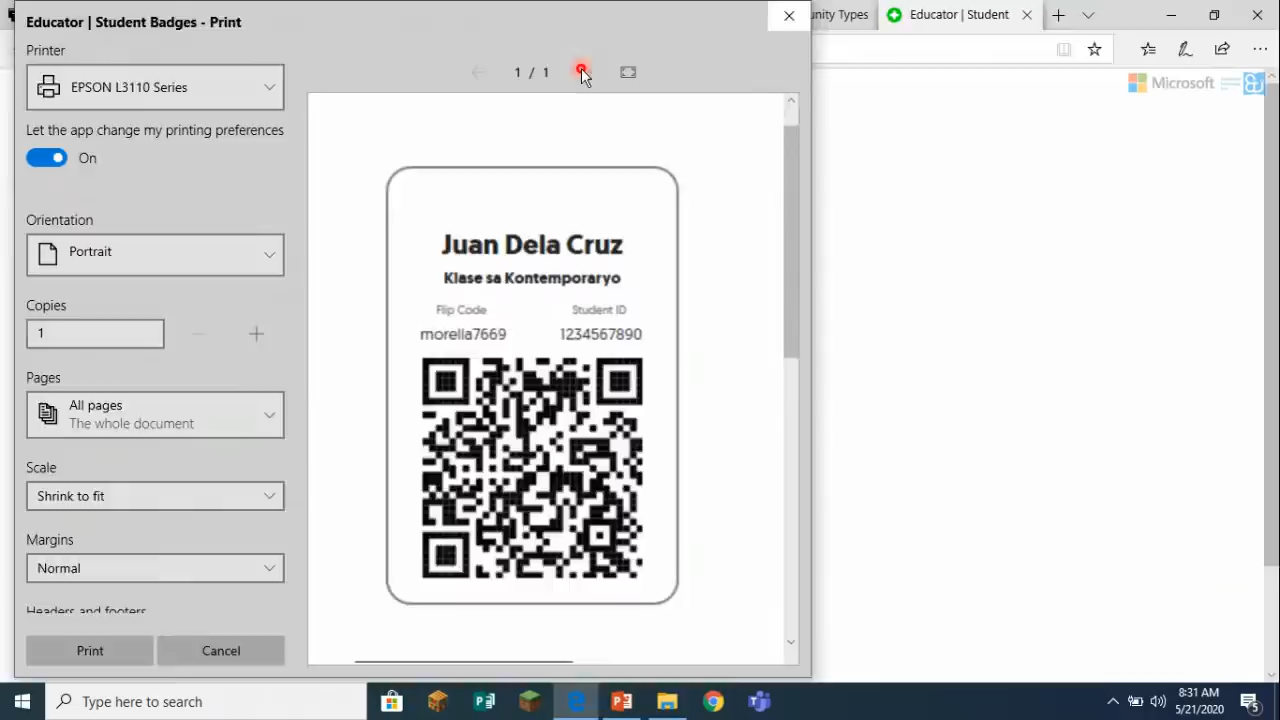 Educator | Student Badges - Print
unity Types
Educator | Student
Printer
EPSON L3110 Series
1 / 1
Let the app change my printing preferences
On
Microsoft
Orientation
Portrait
Copies
1
Pages
All pages
The whole document
Scale
Shrink to fit
Margins
Normal
Headers and footers
Print
Cancel
Juan Dela Cruz
Klase sa Kontemporaryo
Flip Code
Student ID
morella7669
1234567890
Type here to search
8:31 AM
5/21/2020
5